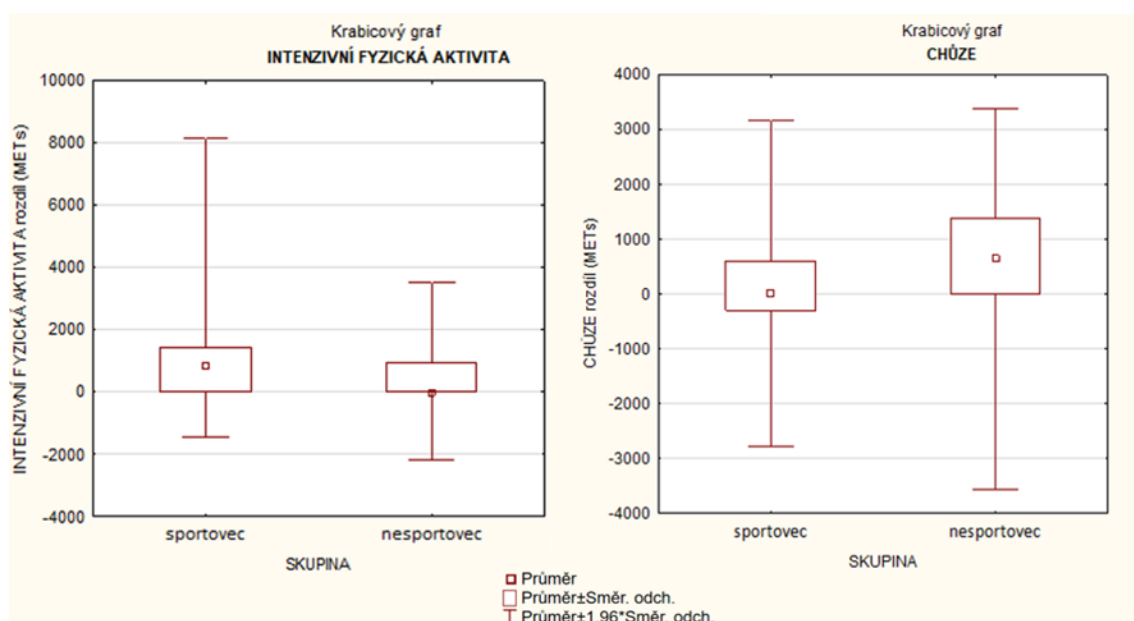 Krabicový graf
INTENZIVNÍ FYZICKÁ AKTIVITA
INTENZIVNÍ FYZICKÁ AKTIVITA rozdíl (METs)
10000
8000
6000
4000
2000
0
-2000
-4000
sportovec nesportovec
SKUPINA
Krabicový graf
CHŮZE
CHŮZE rozdíl (METs)
4000
3000
2000
1000
0
-1000
-2000
-3000
-4000
sportovec nesportovec
SKUPINA
Průměr
Průměr±Směr. odch.
Průměr±1,96*Směr. odch.